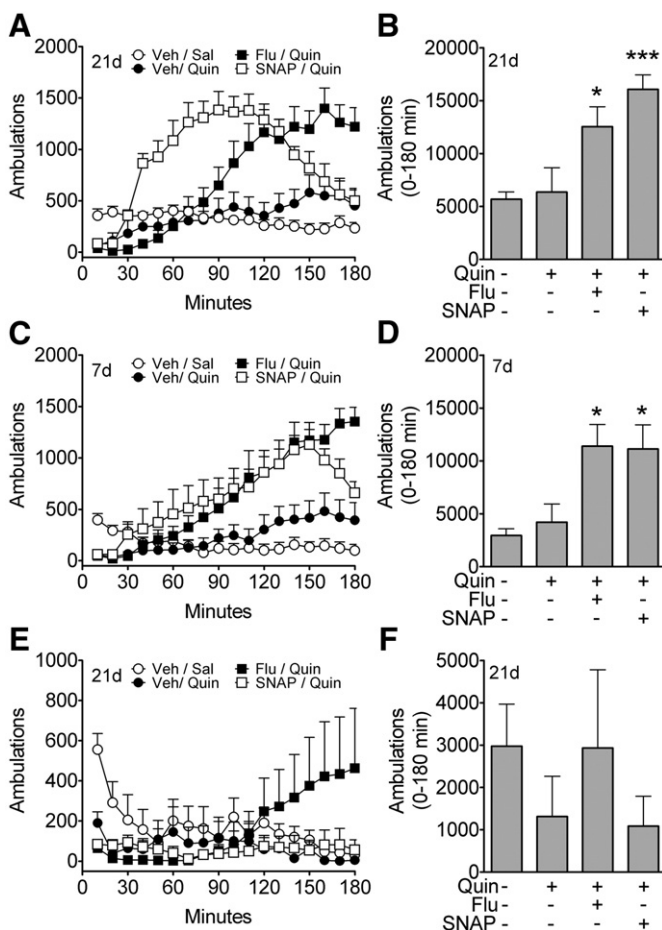 A
21d
Veh / Sal
Flu / Quin
Veh/ Quin
SNAP / Quin
Ambulations
2000
1500
1000
500
0
0 30 60 90 120 150 180
Minutes
B
21d
Ambulations
(0-180 min)
20000
15000
10000
5000
0
*
***
Quin - + + +
Flu - - + -
SNAP - - - +
C
7d
Veh / Sal
Flu / Quin
Veh/ Quin
SNAP / Quin
Ambulations
2000
1500
1000
500
0
0 30 60 90 120 150 180
Minutes
D
7d
Ambulations
(0-180 min)
20000
15000
10000
5000
0
*
*
Quin - + + +
Flu - - + -
SNAP - - - +
E
21d
Veh / Sal
Flu / Quin
Veh/ Quin
SNAP / Quin
Ambulations
1000
800
600
400
200
0
0 30 60 90 120 150 180
Minutes
F
21d
Ambulations
(0-180 min)
5000
4000
3000
2000
1000
0
Quin - + + +
Flu - - + -
SNAP - - - +